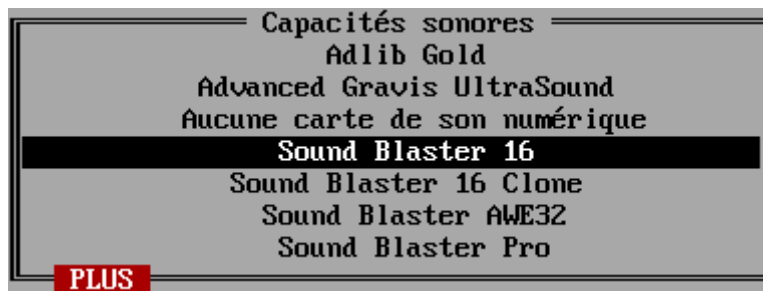 Capacités sonores
Adlib Gold
Advanced Gravis UltraSound
Aucune carte de son numérique
Sound Blaster 16
Sound Blaster 16 Clone
Sound Blaster AWE32
Sound Blaster Pro
PLUS